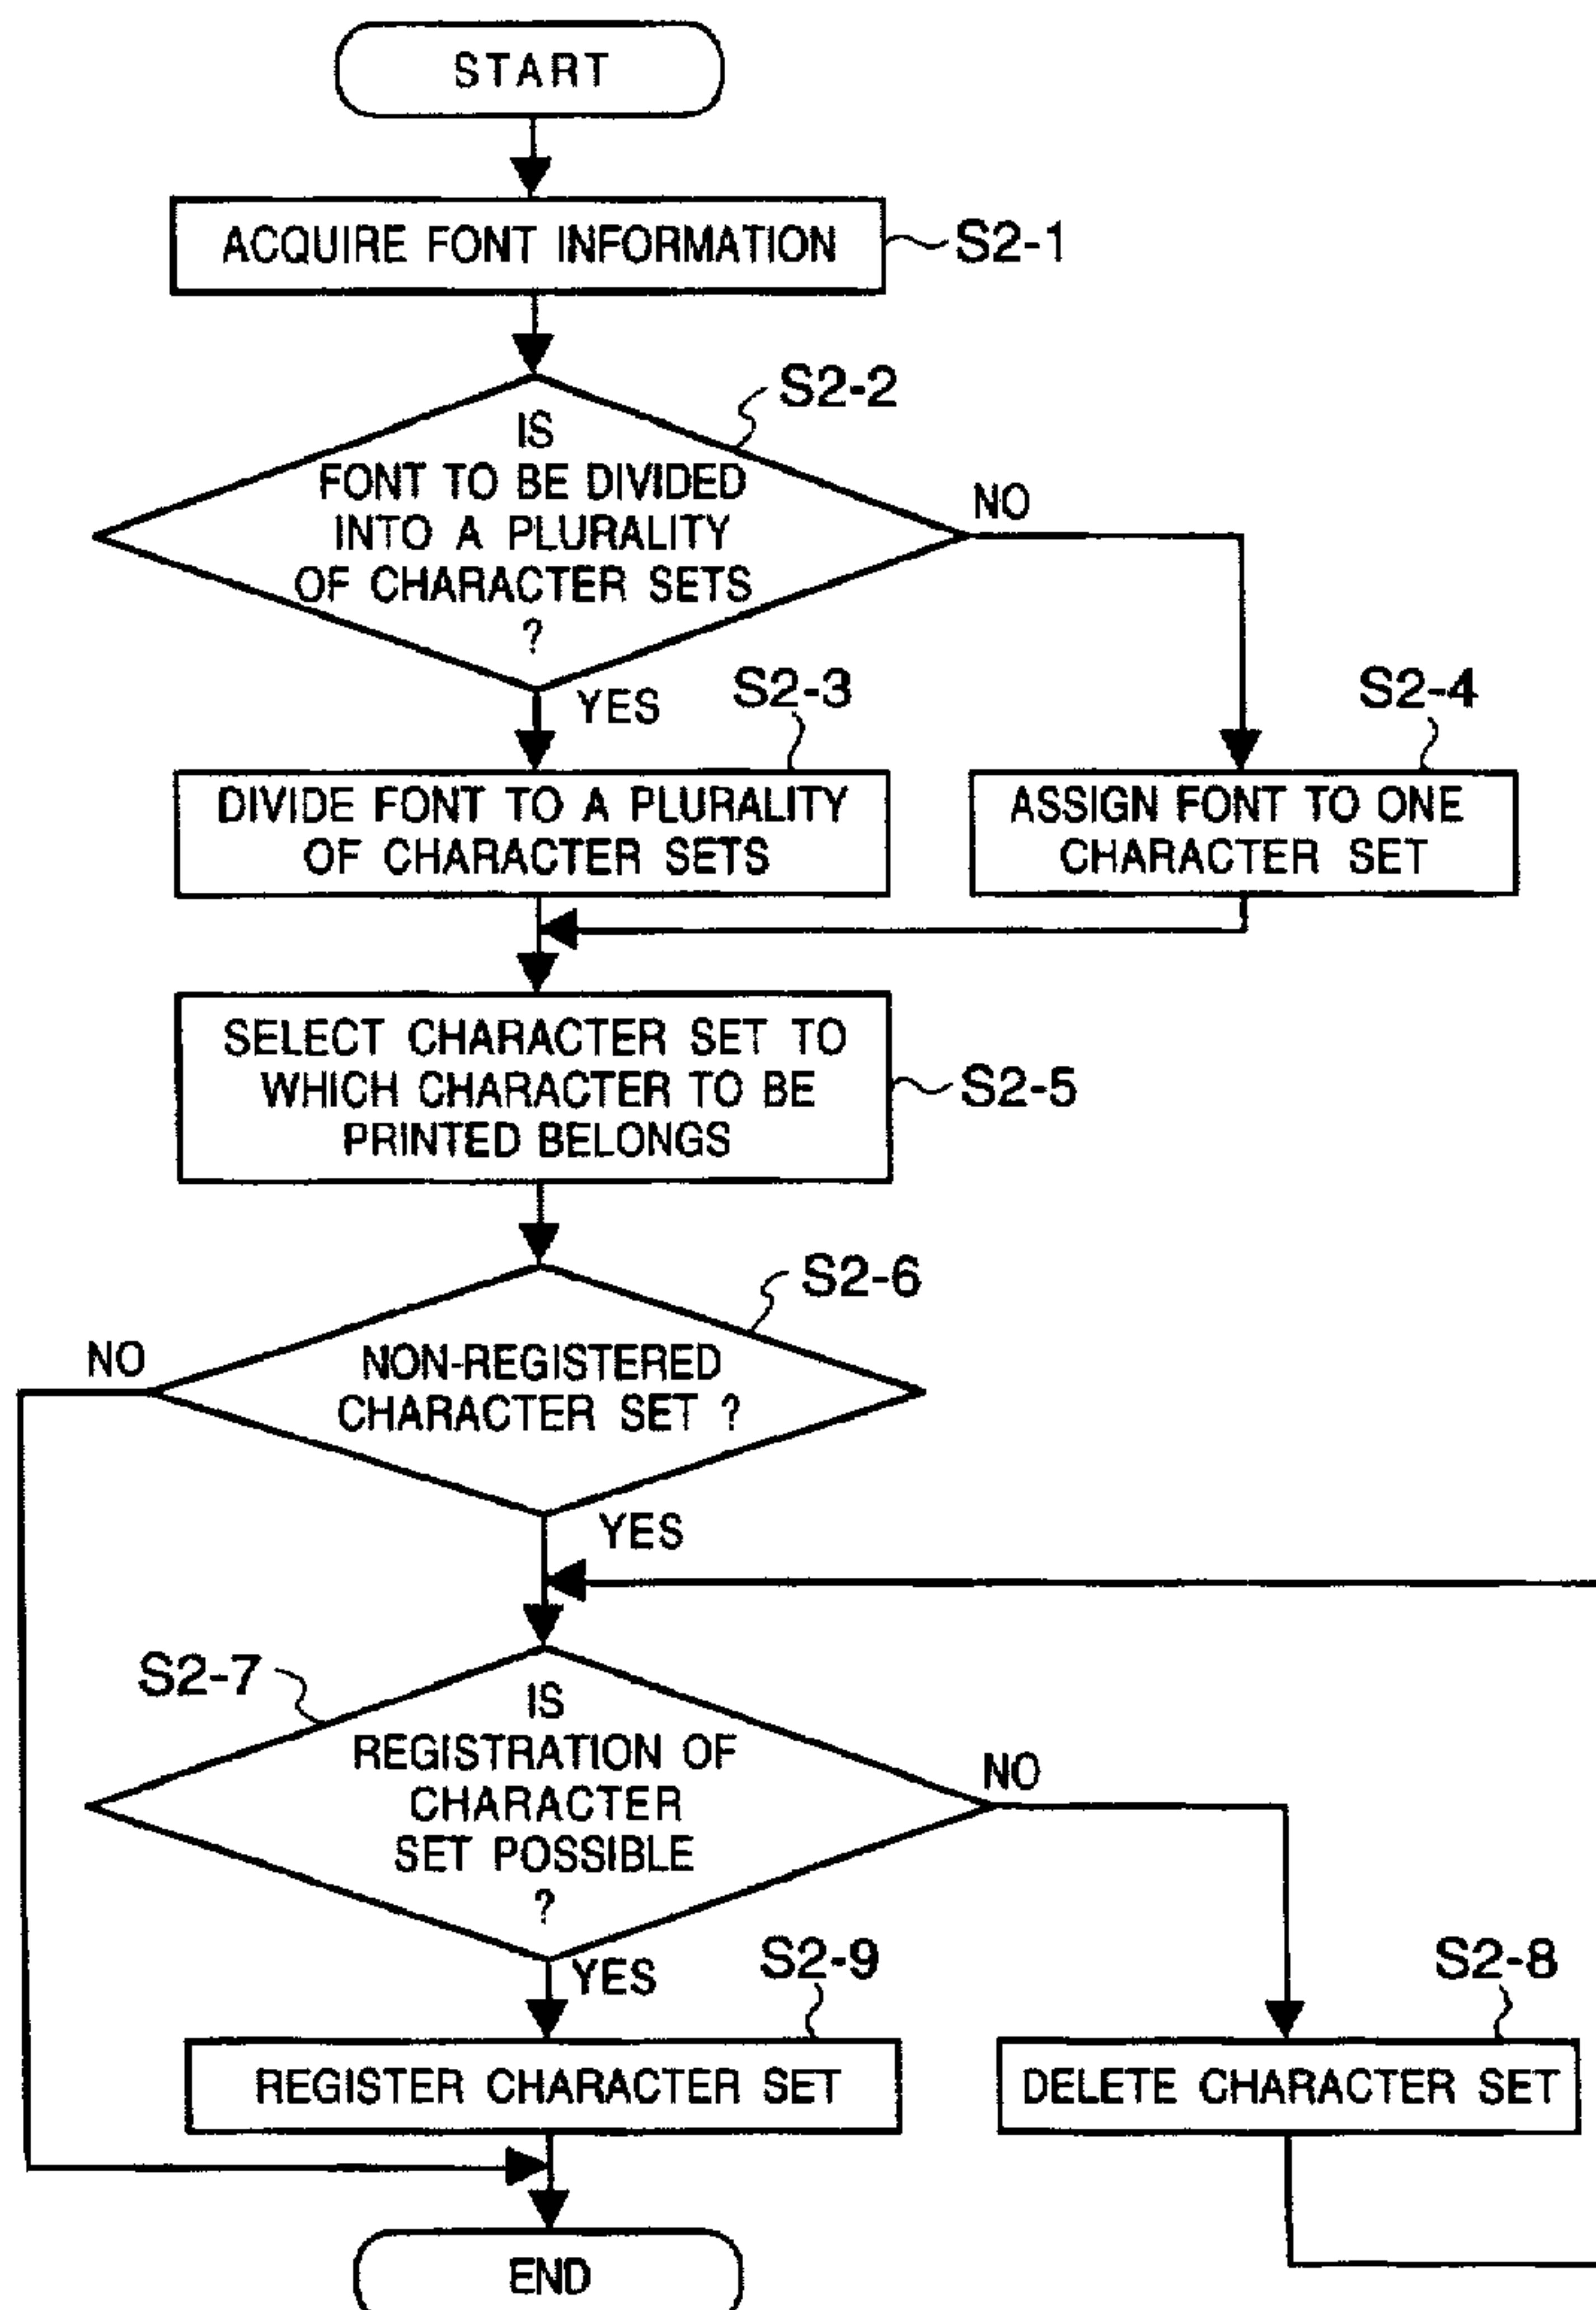 START
ACQUIRE FONT INFORMATION
S2-1
S2-2
IS
FONT TO BE DIVIDED
INTO A PLURALITY
OF CHARACTER SETS
?
NO
YES
S2-3
S2-4
DIVIDE FONT TO A PLURALITY
OF CHARACTER SETS
ASSIGN FONT TO ONE
CHARACTER SET
SELECT CHARACTER SET TO
WHICH CHARACTER TO BE
PRINTED BELONGS
S2-5
S2-6
NO
NON-REGISTERED
CHARACTER SET ?
YES
S2-7
IS
REGISTRATION OF
CHARACTER
SET POSSIBLE
?
NO
YES
S2-9
S2-8
REGISTER CHARACTER SET
DELETE CHARACTER SET
END